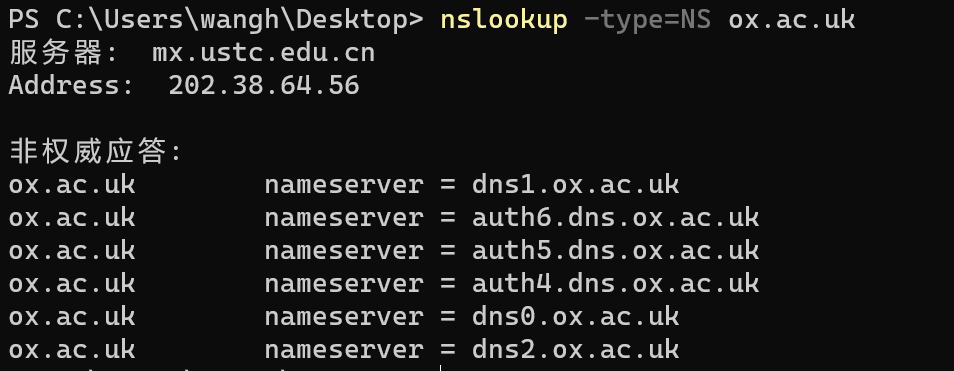 PS C:\Users\wangh\Desktop> nslookup -type=NS ox.ac.uk
服务器:  mx.ustc.edu.cn
Address:  202.38.64.56

非权威应答:
ox.ac.uk        nameserver = dns1.ox.ac.uk
ox.ac.uk        nameserver = auth6.dns.ox.ac.uk
ox.ac.uk        nameserver = auth5.dns.ox.ac.uk
ox.ac.uk        nameserver = auth4.dns.ox.ac.uk
ox.ac.uk        nameserver = dns0.ox.ac.uk
ox.ac.uk        nameserver = dns2.ox.ac.uk